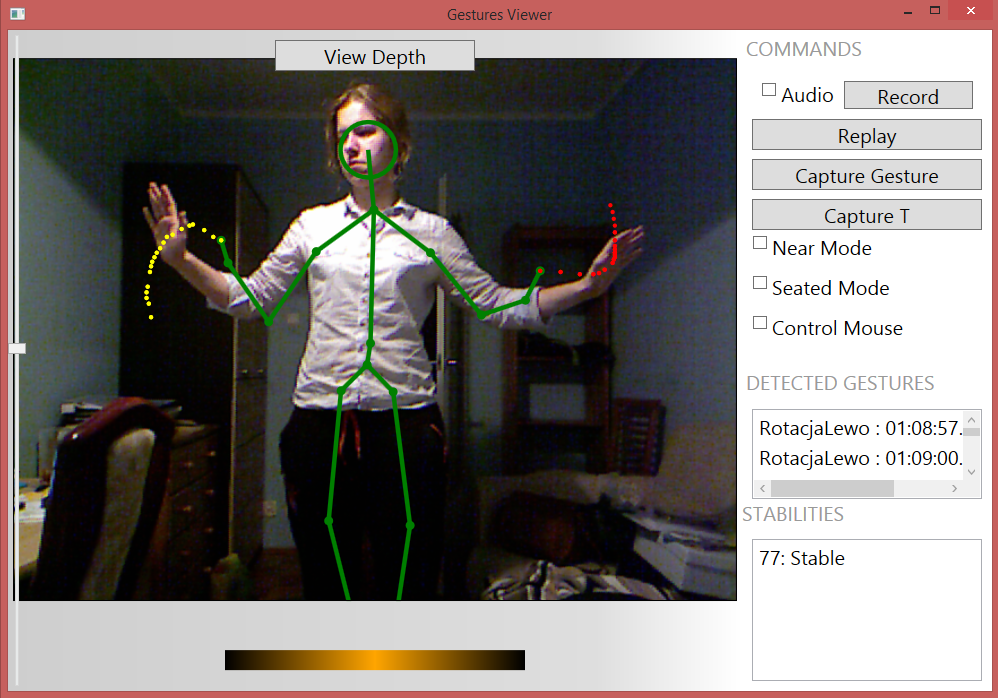 Gestures Viewer
View Depth
COMMANDS
Audio
Record
Replay
Capture Gesture
Capture T
Near Mode
Seated Mode
Control Mouse
DETECTED GESTURES
RotacjaLewo : 01:08:57.
RotacjaLewo : 01:09:00.
STABILITIES
77: Stable